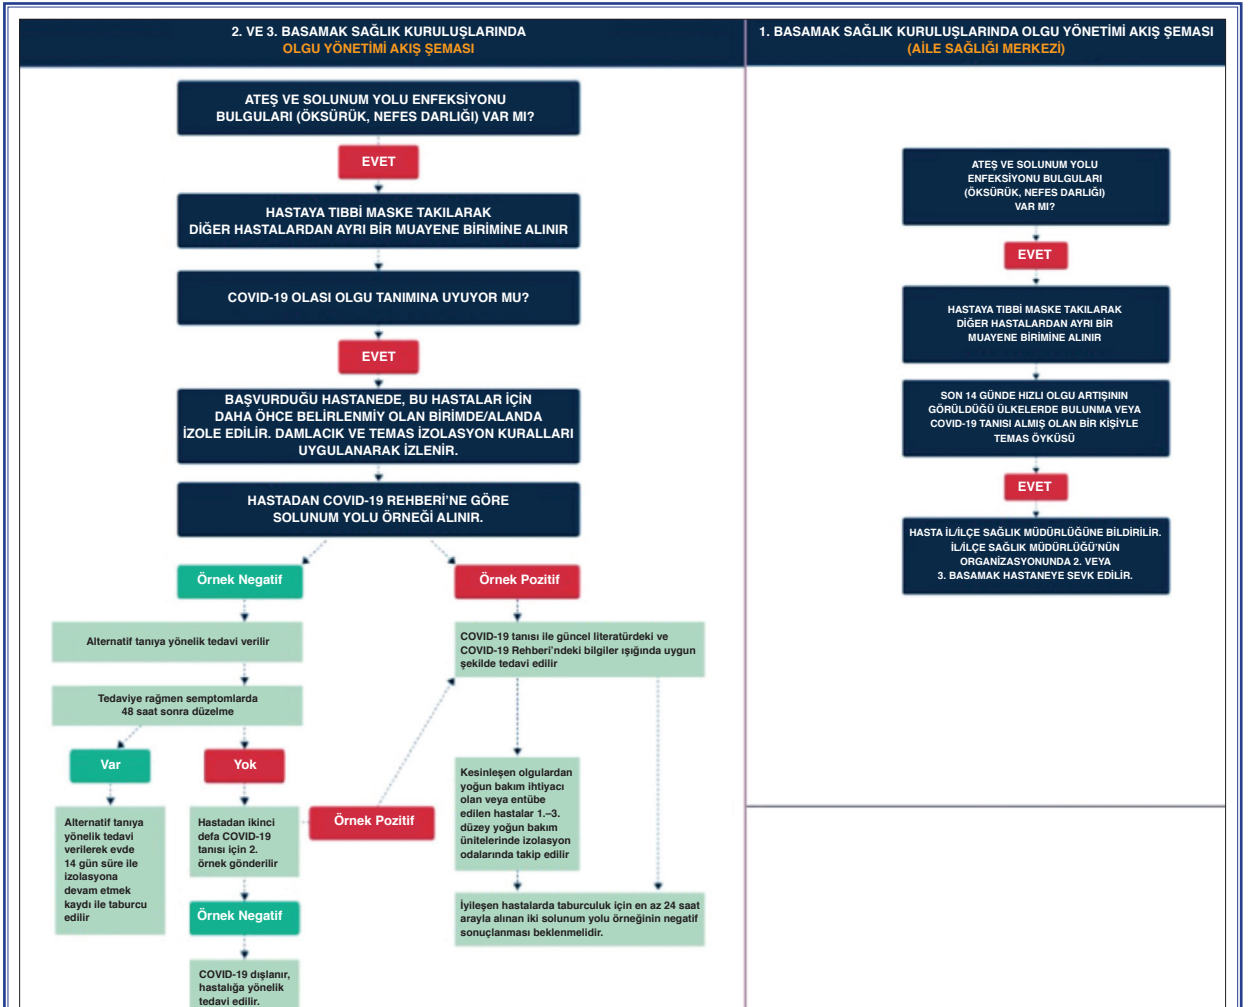 2. VE 3. BASAMAK SAĞLIK KURULUŞLARINDA
OLGU YÖNETİMİ AKIŞ ŞEMASI
ATEŞ VE SOLUNUM YOLU ENFEKSİYONU
BULGULARI (ÖKSÜRÜK, NEFES DARLIĞI) VAR MI?
EVET
HASTAYA TIBBİ MASKE TAKILARAK
DİĞER HASTALARDAN AYRI BİR MUAYENE BİRİMİNE ALINIR
COVID-19 OLASI OLGU TANIMINA UYUYOR MU?
EVET
BAŞVURDUĞU HASTANEDE, BU HASTALAR İÇİN
DAHA ÖHCE BELİRLENMİY OLAN BİRİMDE/ALANDA
İZOLE EDİLİR. DAMLACIK VE TEMAS İZOLASYON KURALLARI
UYGULANARAK İZLENİR.
HASTADAN COVID-19 REHBERİ'NE GÖRE
SOLUNUM YOLU ÖRNEĞİ ALINIR.
Örnek Negatif
Alternatif tanıya yönelik tedavi verilir
Tedaviye rağmen semptomlarda
48 saat sonra düzelme
Var
Alternatif tanıya
yönelik tedavi
verilerek evde
14 gün süre ile
izolasyona
devam etmek
kaydı ile taburcu
edilir
Yok
Hastadan ikinci
defa COVID-19
tanısı için 2.
örnek gönderilir
Örnek Negatif
COVID-19 dışlanır,
hastalığa yönelik
tedavi edilir.
Örnek Pozitif
Örnek Pozitif
COVID-19 tanısı ile güncel literatürdeki ve
COVID-19 Rehberi'ndeki bilgiler ışığında uygun
şekilde tedavi edilir
Kesinleşen olgulardan
yoğun bakım ihtiyacı
olan veya entübe
edilen hastalar 1.–3.
düzey yoğun bakım
ünitelerinde izolasyon
odalarında takip edilir
İyileşen hastalarda taburculuk için en az 24 saat
arayla alınan iki solunum yolu örneğinin negatif
sonuçlanması beklenmelidir.
1. BASAMAK SAĞLIK KURULUŞLARINDA OLGU YÖNETİMİ AKIŞ ŞEMASI
(AİLE SAĞLIĞI MERKEZİ)
ATEŞ VE SOLUNUM YOLU
ENFEKSİYONU BULGULARI
(ÖKSÜRÜK, NEFES DARLIĞI)
VAR MI?
EVET
HASTAYA TIBBİ MASKE TAKILARAK
DİĞER HASTALARDAN AYRI BİR
MUAYENE BİRİMİNE ALINIR
SON 14 GÜNDE HIZLI OLGU ARTIŞININ
GÖRÜLDÜĞÜ ÜLKELERDE BULUNMA VEYA
COVID-19 TANISI ALMIŞ OLAN BİR KİŞİYLE
TEMAS ÖYKÜSÜ
EVET
HASTA İL/İLÇE SAĞLIK MÜDÜRLÜĞÜNE BİLDİRİLİR.
İL/İLÇE SAĞLIK MÜDÜRLÜĞÜ'NÜN
ORGANİZASYONUNDA 2. VEYA
3. BASAMAK HASTANEYE SEVK EDİLİR.